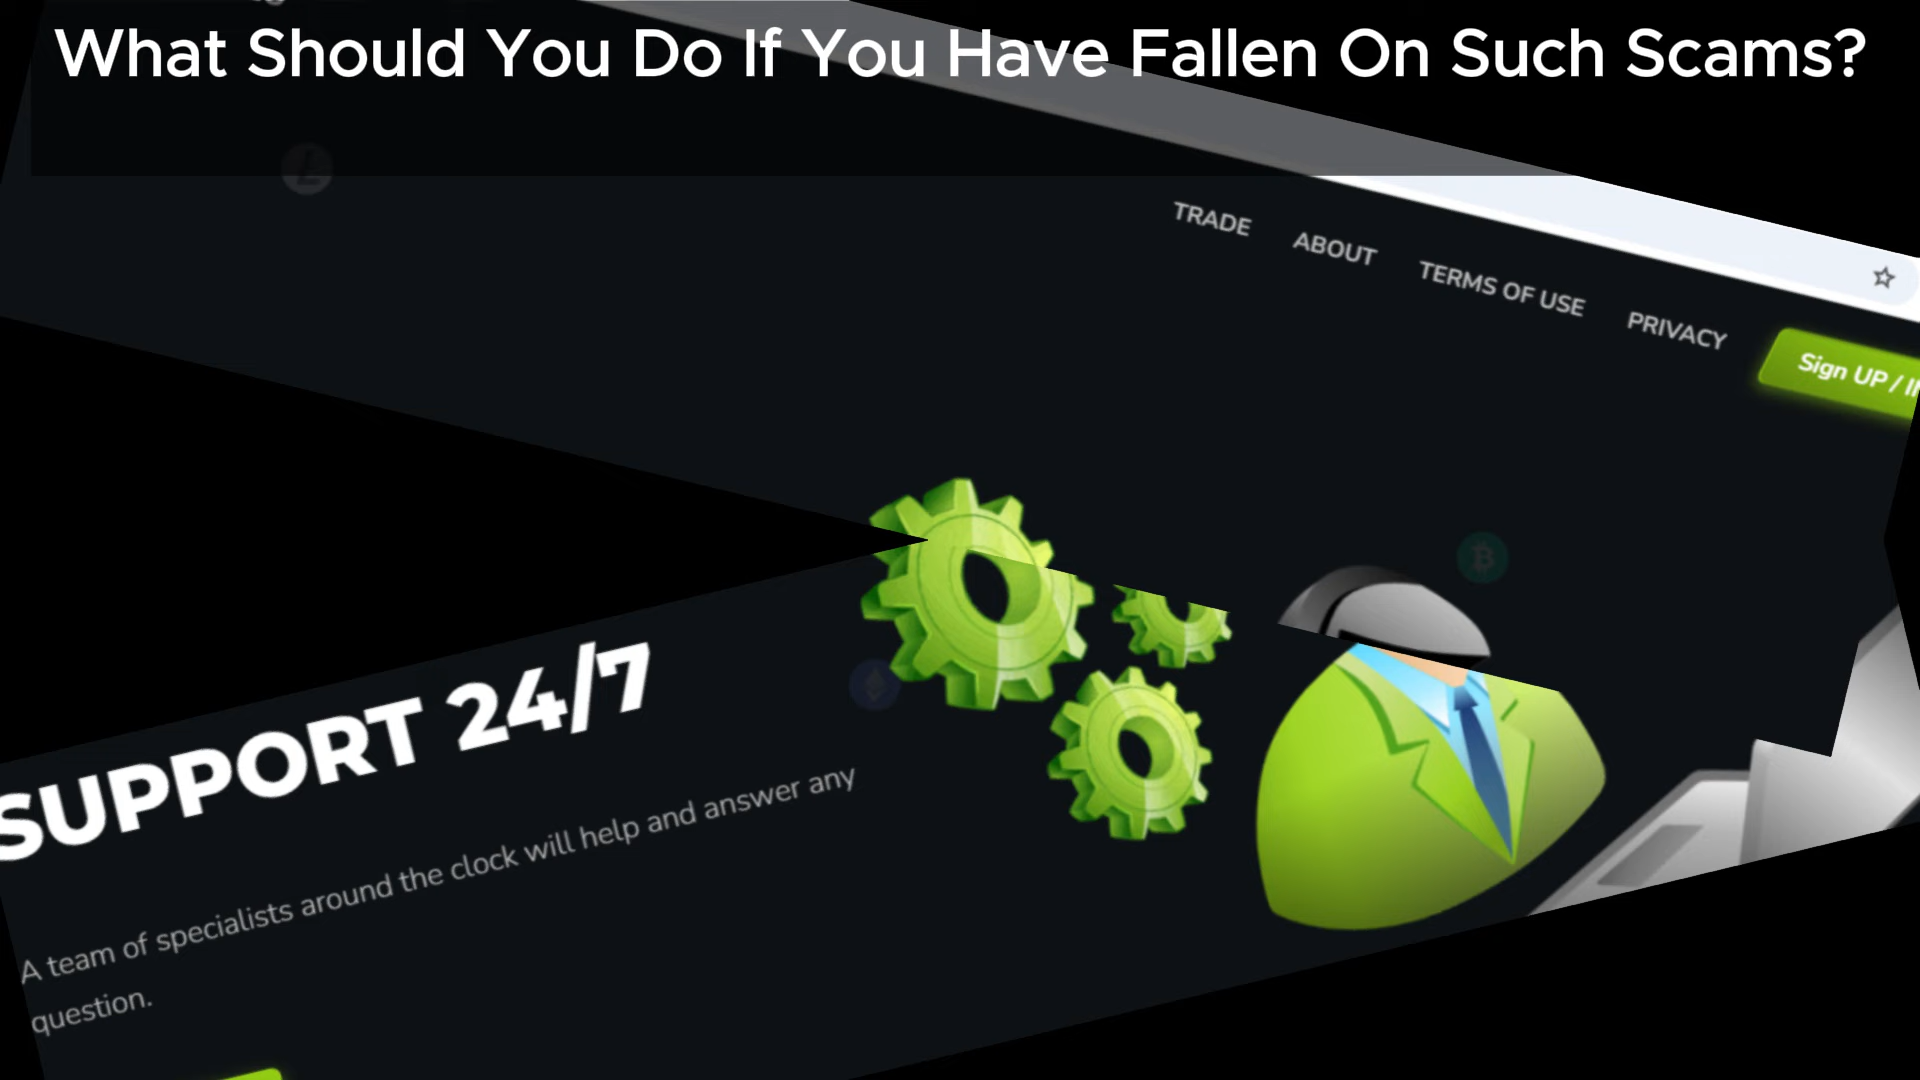 What Should You Do If You Have Fallen On Such Scams?
TRADE ABOUT TERMS OF USE PRIVACY
Sign UP /
SUPPORT 24/7
A team of specialists around the clock will help and answer any
question.